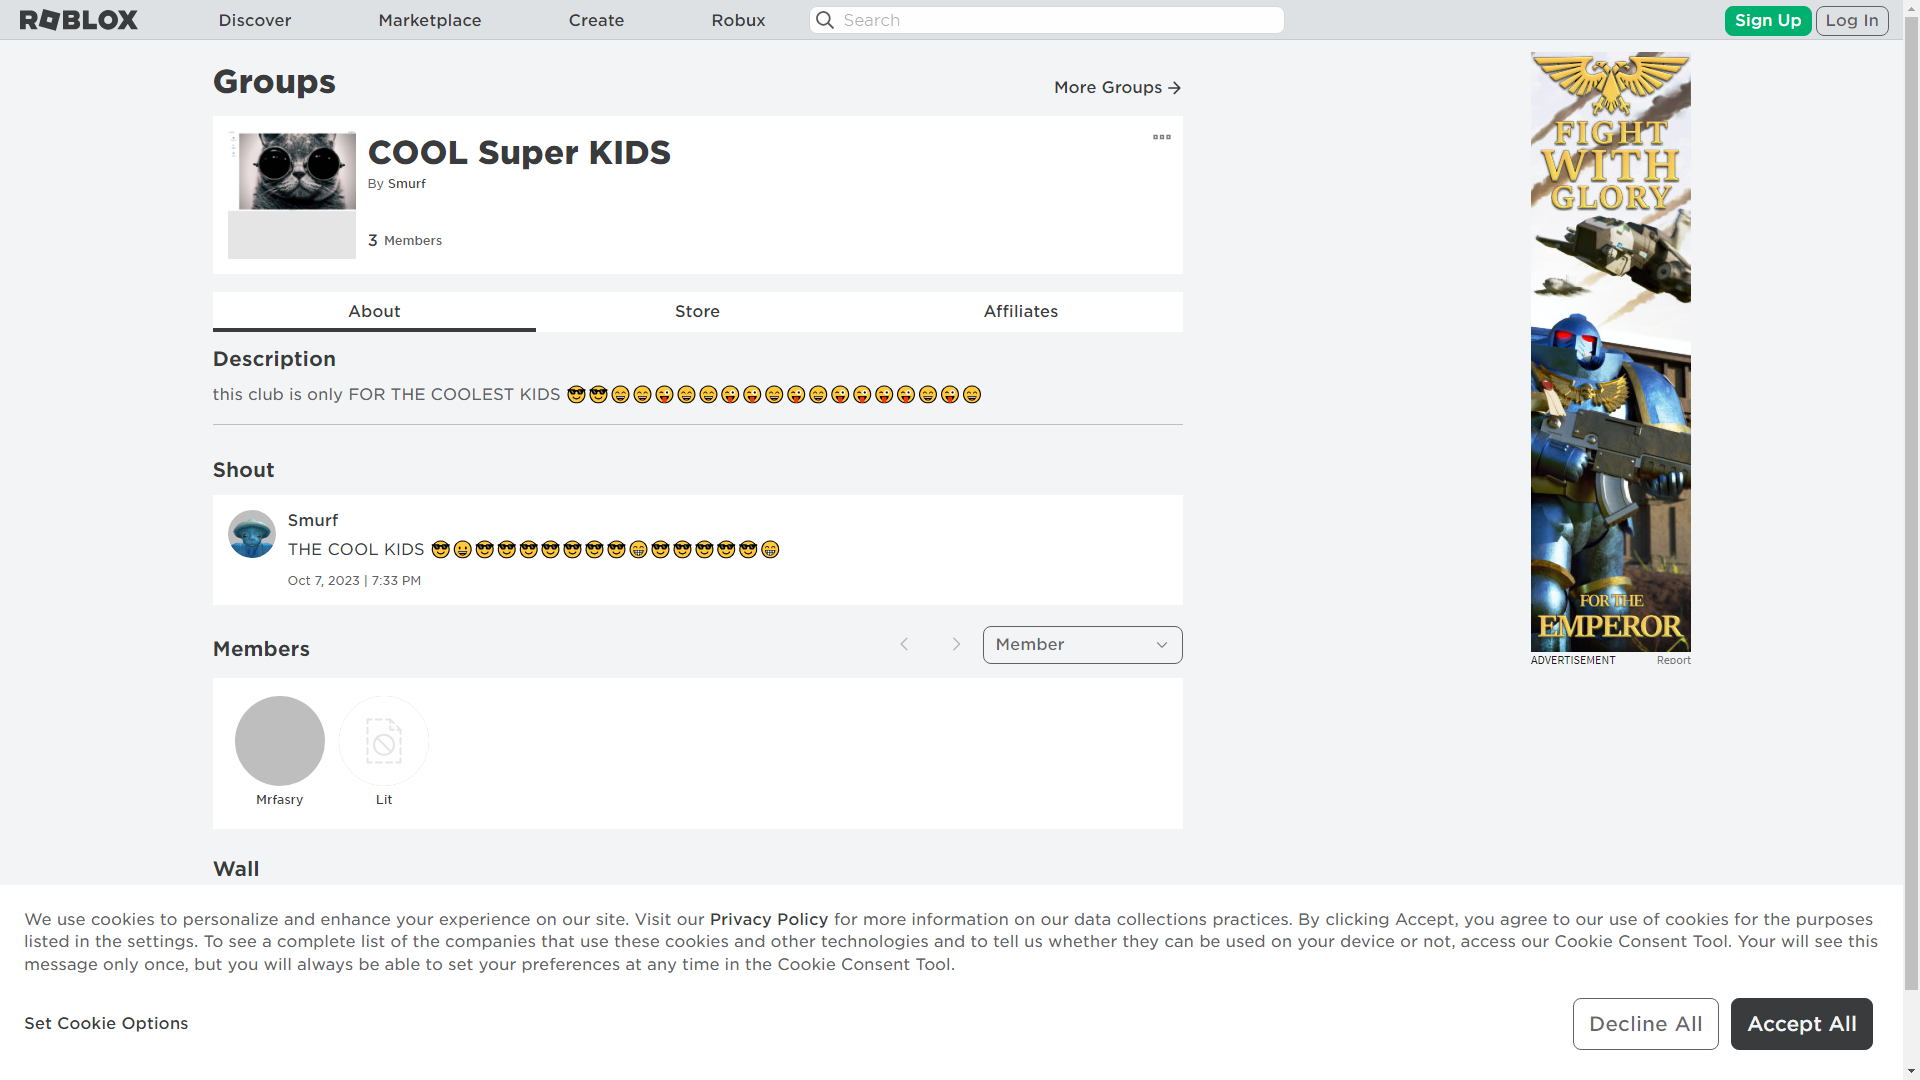 ROBLOX
Discover
Marketplace
Create
Robux
Search
Sign Up
Log In
Groups
More Groups
COOL Super KIDS
By Smurf
3 Members
About
Store
Affiliates
Description
this club is only FOR THE COOLEST KIDS 😎😎😄😄😜😄😄😜😜😄😜😄😜😜😜😜😄😜😄
Shout
Smurf
THE COOL KIDS 😎😀😎😎😎😎😎😎😎😁😎😎😎😎😎😁
Oct 7, 2023 | 7:33 PM
Members
Member
Mrfasry
Lit
Wall
FIGHT
WITH
GLORY
FOR THE
EMPEROR
ADVERTISEMENT
Report
We use cookies to personalize and enhance your experience on our site. Visit our Privacy Policy for more information on our data collections practices. By clicking Accept, you agree to our use of cookies for the purposes
listed in the settings. To see a complete list of the companies that use these cookies and other technologies and to tell us whether they can be used on your device or not, access our Cookie Consent Tool. Your will see this
message only once, but you will always be able to set your preferences at any time in the Cookie Consent Tool.
Set Cookie Options
Decline All
Accept All